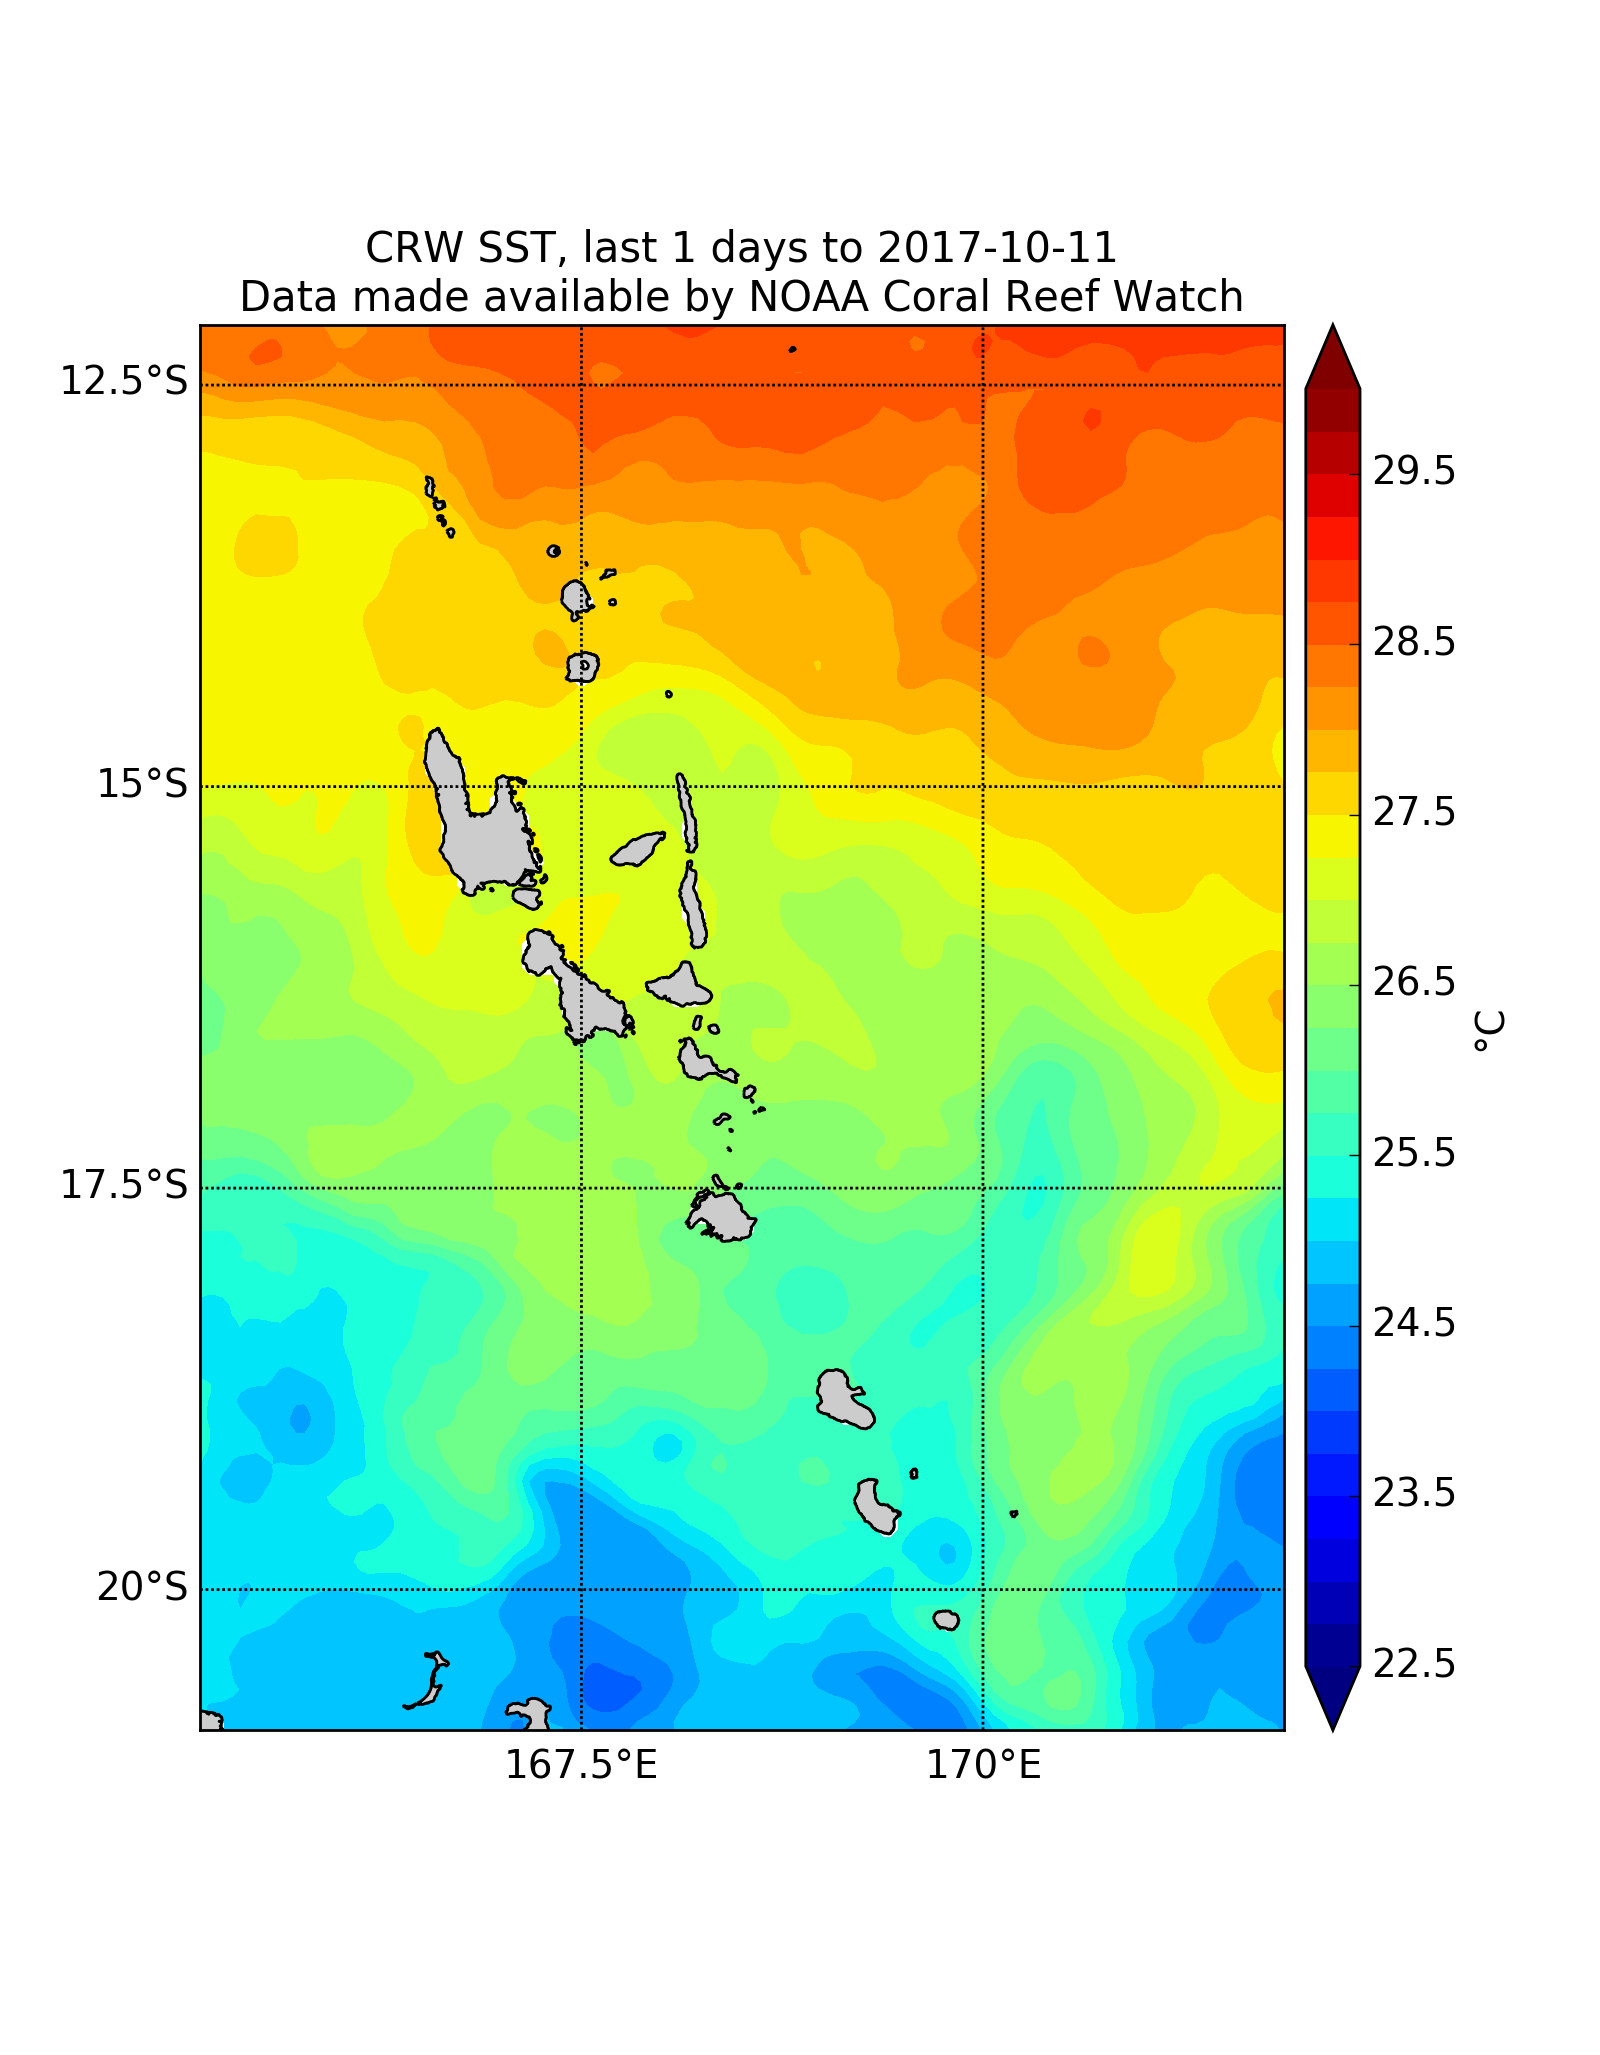 CRW SST, last 1 days to 2017-10-11
Data made available by NOAA Coral Reef Watch
12.5°S
15°S
17.5°S
20°S
167.5°E
170°E
29.5
28.5
27.5
26.5
25.5
24.5
23.5
22.5
°C